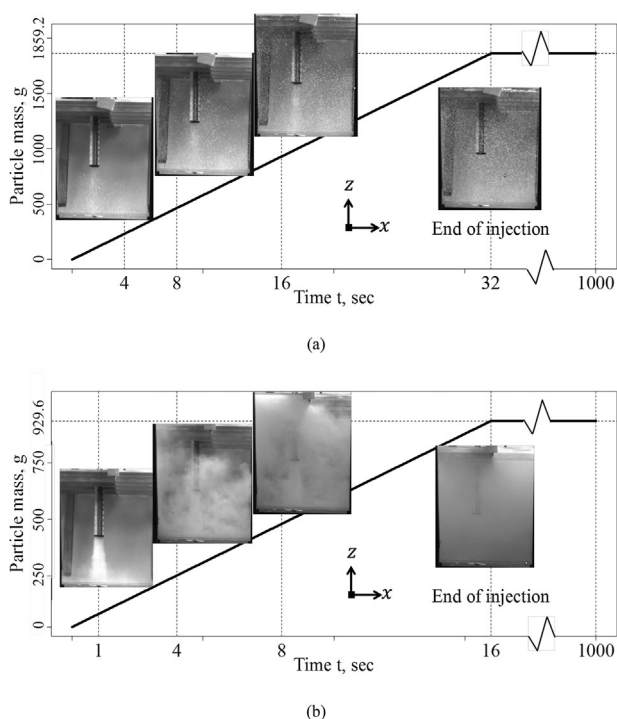 1859.2
1500
1000
500
0
Particle mass, g
z
x
End of injection
4 8 16 32 1000
Time t, sec
(a)
929.6
750
500
250
0
Particle mass, g
z
x
End of injection
1 4 8 16 1000
Time t, sec
(b)